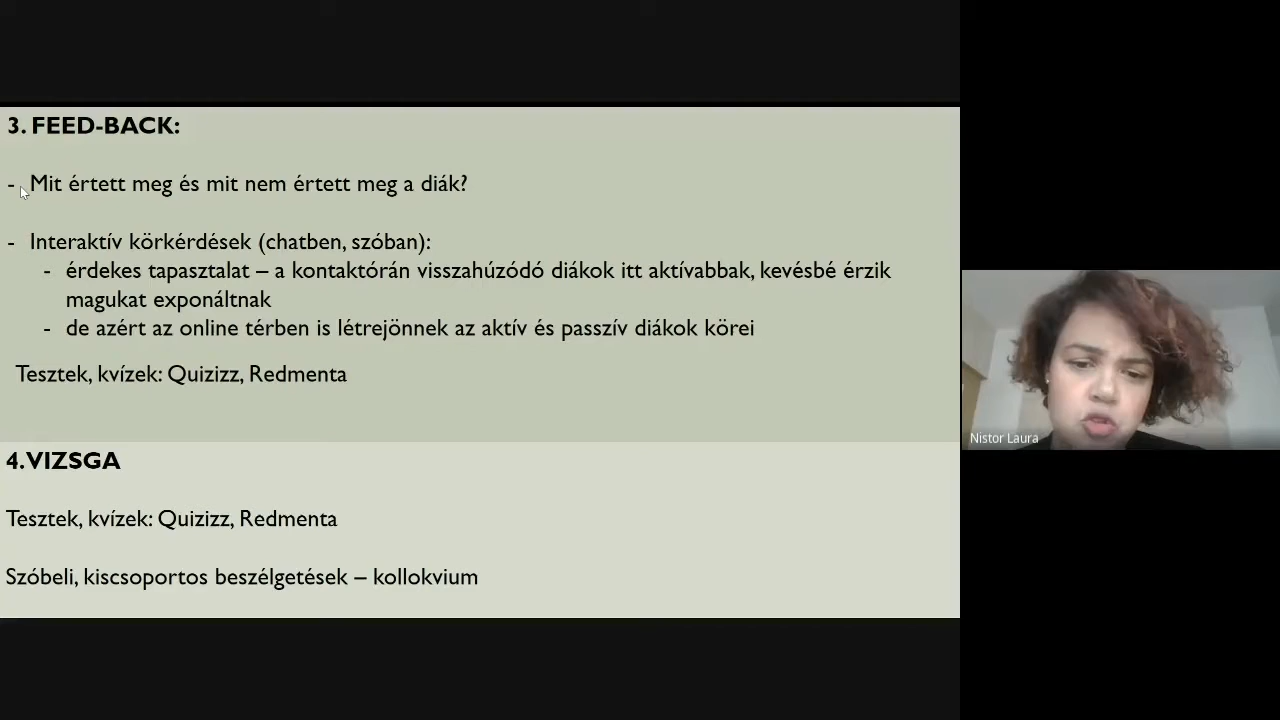 3. FEED-BACK:
- Mit értett meg és mit nem értett meg a diák?
- Interaktív körkérdések (chatben, szóban):
- érdekes tapasztalat – a kontaktórán visszahúzódó diákok itt aktívabbak, kevésbé érzik
magukat exponáltnak
- de azért az online térben is létrejönnek az aktív és passzív diákok körei
Tesztek, kvízek: Quizizz, Redmenta
4. VIZSGA
Tesztek, kvízek: Quizizz, Redmenta
Szóbeli, kiscsoportos beszélgetések – kollokvium
Nistor Laura